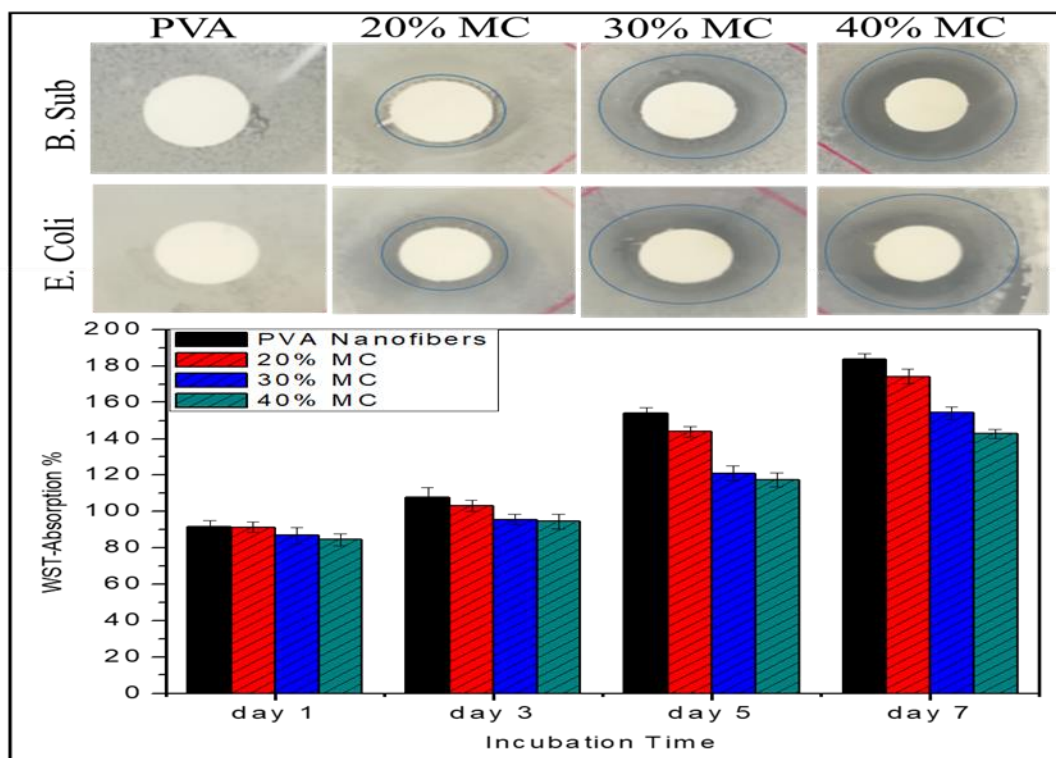 PVA 20% MC 30% MC 40% MC
B. Sub
E. Coli
200
180
160
140
120
100
80
60
40
20
0
WST-Absorption %
PVA Nanofibers
20% MC
30% MC
40% MC
day 1 day 3 day 5 day 7
Incubation Time